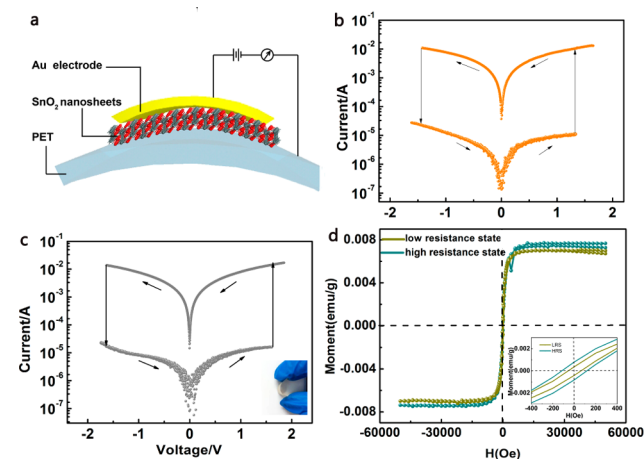 a
Au electrode
SnO2 nanosheets
PET
b
Current/A
10-1
10-2
10-3
10-4
10-5
10-6
10-7
-2 -1 0 1 2
c
Current/A
10-1
10-2
10-3
10-4
10-5
10-6
10-7
-2 -1 0 1 2
Voltage/V
d
Moment(emu/g)
0.008
0.004
0.000
-0.004
-0.008
low resistance state
high resistance state
Moment(emu/g)
0.002
0.000
-0.002
LRS
HRS
-400 -200 0 200 400
H(Oe)
-60000 -30000 0 30000 60000
H(Oe)